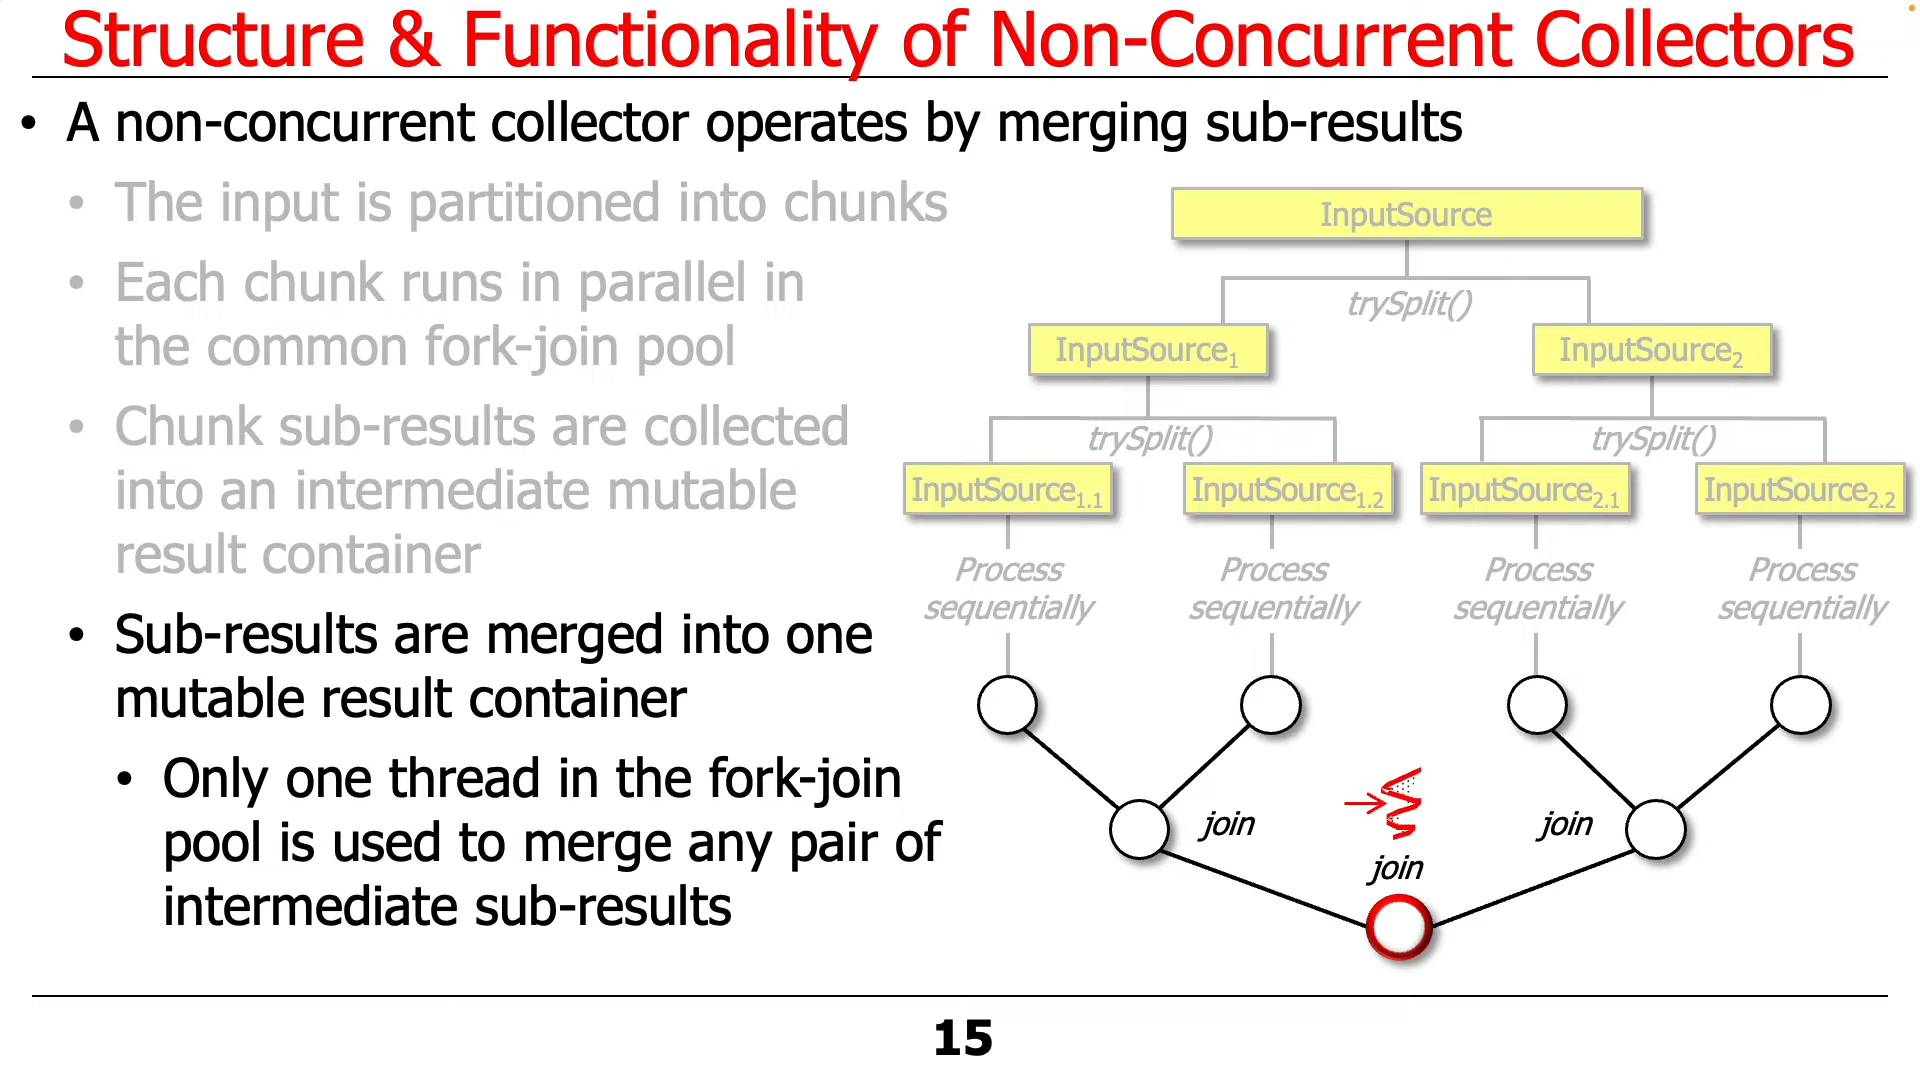 Structure & Functionality of Non-Concurrent Collectors
• A non-concurrent collector operates by merging sub-results
• The input is partitioned into chunks
• Each chunk runs in parallel in
the common fork-join pool
• Chunk sub-results are collected
into an intermediate mutable
result container
• Sub-results are merged into one
mutable result container
• Only one thread in the fork-join
pool is used to merge any pair of
intermediate sub-results
InputSource
trySplit()
InputSource1 InputSource2
trySplit() trySplit()
InputSource1.1 InputSource1.2 InputSource2.1 InputSource2.2
Process Process Process Process
sequentially sequentially sequentially sequentially
join join
join
15